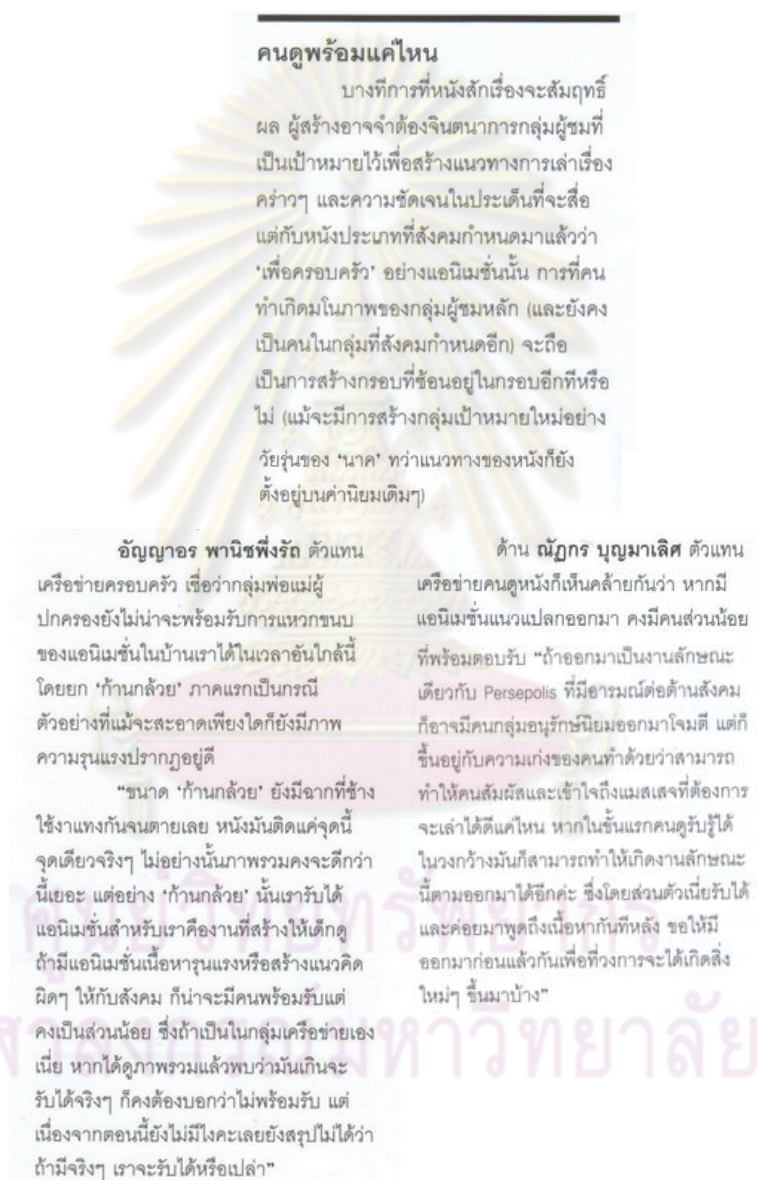 คนดูพร้อมแค่ไหน
บางทีการที่หนังสักเรื่องจะสัมฤทธิ์
ผล ผู้สร้างอาจจำต้องจินตนาการกลุ่มผู้ชมที่
เป็นเป้าหมายไว้เพื่อสร้างแนวทางการเล่าเรื่อง
คร่าวๆ และความชัดเจนในประเด็นที่จะสื่อ
แต่กับหนังประเภทที่สังคมกำหนดมาแล้วว่า
‘เพื่อครอบครัว’ อย่างแอนิเมชั่นนั้น การที่คน
ทำเกิดมโนภาพของกลุ่มผู้ชมหลัก (และยังคง
เป็นคนในกลุ่มที่สังคมกำหนดอีก) จะถือ
เป็นการสร้างกรอบที่ซ้อนอยู่ในกรอบอีกทีหรือ
ไม่ (แม้จะมีการสร้างกลุ่มเป้าหมายใหม่อย่าง
วัยรุ่นของ ‘นาค’ ทว่าแนวทางของหนังก็ยัง
ตั้งอยู่บนค่านิยมเดิมๆ)
อัญญาอร พานิชพึ่งรัถ ตัวแทน
เครือข่ายครอบครัว เชื่อว่ากลุ่มพ่อแม่ผู้
ปกครองยังไม่น่าจะพร้อมรับการแหวกขนบ
ของแอนิเมชั่นในบ้านเราได้ในเวลาอันใกล้นี้
โดยยก ‘ก้านกล้วย’ ภาคแรกเป็นกรณี
ตัวอย่างที่แม้จะสะอาดเพียงใดก็ยังมีภาพ
ความรุนแรงปรากฏอยู่ดี
“ขนาด ‘ก้านกล้วย’ ยังมีฉากที่ช้าง
ใช้งาแทงกันจนตายเลย หนังมันติดแค่จุดนี้
จุดเดียวจริงๆ ไม่อย่างนั้นภาพรวมคงจะดีกว่า
นี้เยอะ แต่อย่าง ‘ก้านกล้วย’ นั้นเรารับได้
แอนิเมชั่นสำหรับเราคืองานที่สร้างให้เด็กดู
ถ้ามีแอนิเมชั่นเนื้อหารุนแรงหรือสร้างแนวคิด
ผิดๆ ให้กับสังคม ก็น่าจะมีคนพร้อมรับแต่
คงเป็นส่วนน้อย ซึ่งถ้าเป็นในกลุ่มเครือข่ายเอง
เนี่ย หากได้ดูภาพรวมแล้วพบว่ามันเกินจะ
รับได้จริงๆ ก็คงต้องบอกว่าไม่พร้อมรับ แต่
เนื่องจากตอนนี้ยังไม่มีไงคะเลยยังสรุปไม่ได้ว่า
ถ้ามีจริงๆ เราจะรับได้หรือเปล่า”
ด้าน ณัฏกร บุญมาเลิศ ตัวแทน
เครือข่ายคนดูหนังก็เห็นคล้ายกันว่า หากมี
แอนิเมชั่นแนวแปลกออกมา คงมีคนส่วนน้อย
ที่พร้อมตอบรับ “ถ้าออกมาเป็นงานลักษณะ
เดียวกับ Persepolis ที่มีอารมณ์ต่อต้านสังคม
ก็อาจมีคนกลุ่มอนุรักษ์นิยมออกมาโจมตี แต่ก็
ขึ้นอยู่กับความเก่งของคนทำด้วยว่าสามารถ
ทำให้คนสัมผัสและเข้าใจถึงแมสเสจที่ต้องการ
จะเล่าได้ดีแค่ไหน หากในขั้นแรกคนดูรับรู้ได้
ในวงกว้างมันก็สามารถทำให้เกิดงานลักษณะ
นี้ตามออกมาได้อีกค่ะ ซึ่งโดยส่วนตัวเนี่ยรับได้
และค่อยมาพูดถึงเนื้อหากันทีหลัง ขอให้มี
ออกมาก่อนแล้วกันเพื่อที่วงการจะได้เกิดสิ่ง
ใหม่ๆ ขึ้นมาบ้าง”